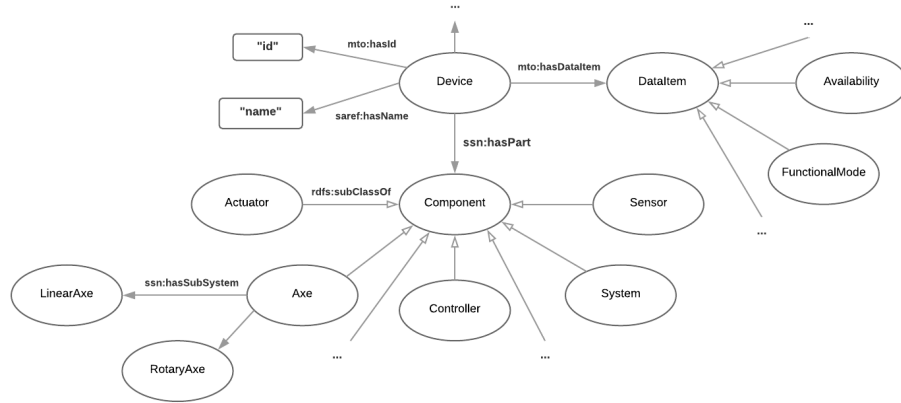 ...
...
"id"
mto:hasId
Device
mto:hasDataItem
DataItem
Availability
"name"
saref:hasName
ssn:hasPart
FunctionalMode
Actuator
rdfs:subClassOf
Component
Sensor
...
ssn:hasSubSystem
LinearAxe
Axe
Controller
System
...
...
RotaryAxe